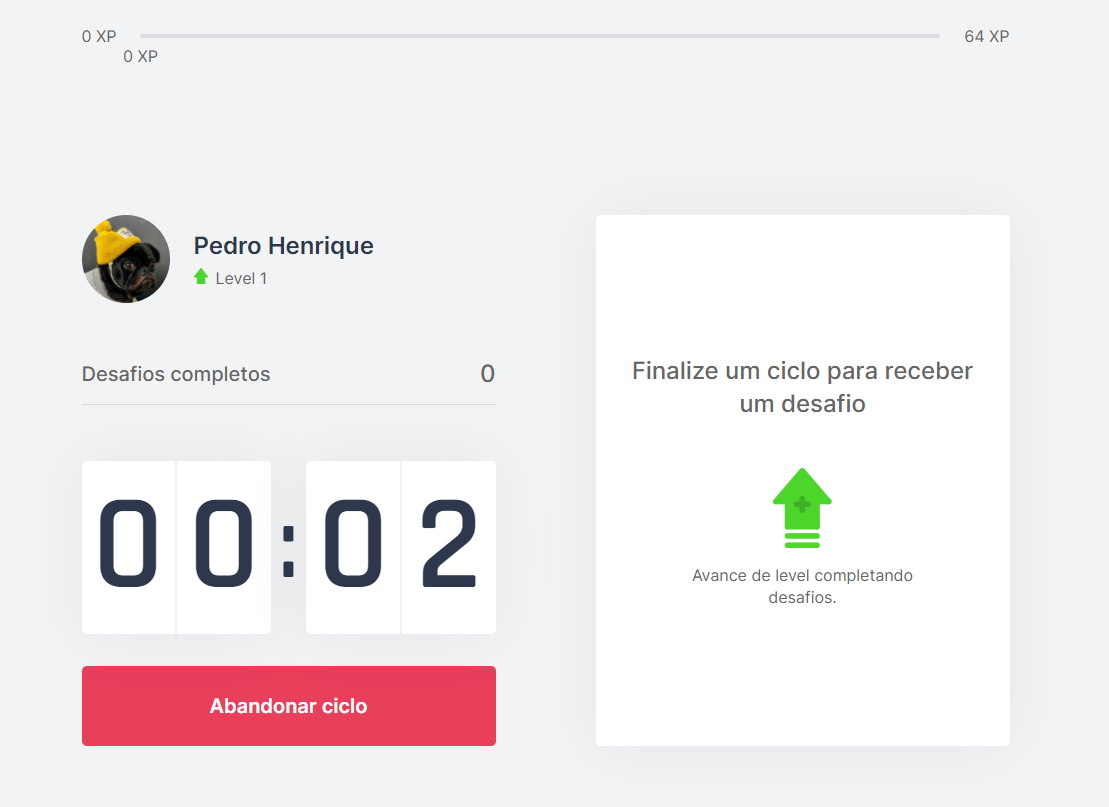 0 XP
64 XP
0 XP
Pedro Henrique
Level 1
Desafios completos
0
00:02
Abandonar ciclo
Finalize um ciclo para receber
um desafio
Avance de level completando
desafios.